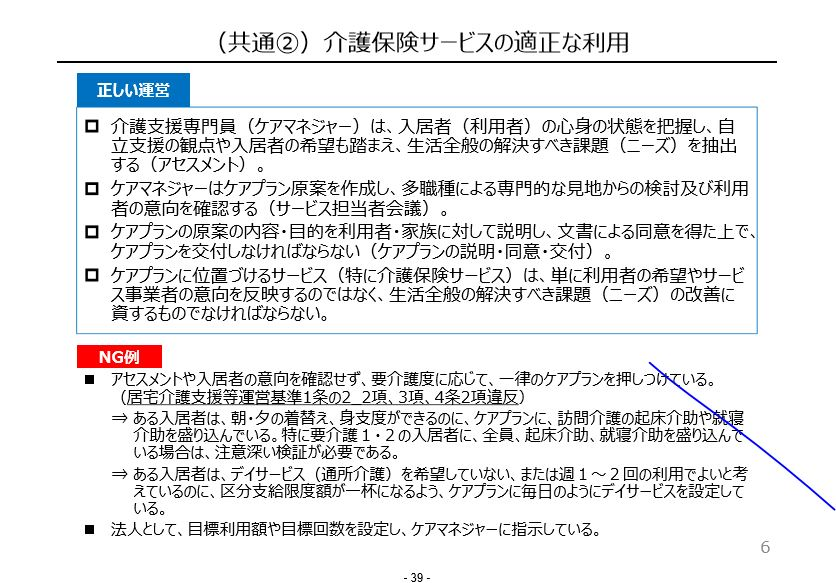 （共通②）介護保険サービスの適正な利用
正しい運営
介護支援専門員（ケアマネジャー）は、入居者（利用者）の心身の状態を把握し、自
立支援の観点や入居者の希望も踏まえ、生活全般の解決すべき課題（ニーズ）を抽出
する（アセスメント）。
ケアマネジャーはケアプラン原案を作成し、多職種による専門的な見地からの検討及び利用
者の意向を確認する（サービス担当者会議）。
ケアプランの原案の内容・目的を利用者・家族に対して説明し、文書による同意を得た上で、
ケアプランを交付しなければならない（ケアプランの説明・同意・交付）。
ケアプランに位置づけるサービス（特に介護保険サービス）は、単に利用者の希望やサービ
ス事業者の意向を反映するのではなく、生活全般の解決すべき課題（ニーズ）の改善に
資するものでなければならない。
NG例
■ アセスメントや入居者の意向を確認せず、要介護度に応じて、一律のケアプランを押しつけている。
（居宅介護支援等運営基準1条の2_2項、3項、4条2項違反）
⇒ ある入居者は、朝・夕の着替え、身支度ができるのに、ケアプランに、訪問介護の起床介助や就寝
介助を盛り込んでいる。特に要介護１・２の入居者に、全員、起床介助、就寝介助を盛り込んで
いる場合は、注意深い検証が必要である。
⇒ ある入居者は、デイサービス（通所介護）を希望していない、または週１～２回の利用でよいと考
えているのに、区分支給限度額が一杯になるよう、ケアプランに毎日のようにデイサービスを設定して
いる。
■ 法人として、目標利用額や目標回数を設定し、ケアマネジャーに指示している。
6
- 39 -